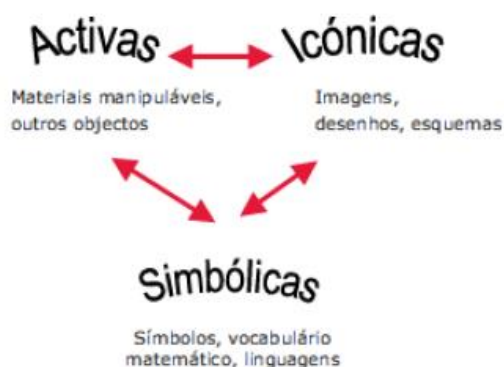 Activas
Icónicas
Materiais manipuláveis,
outros objectos
Imagens,
desenhos, esquemas
Simbólicas
Símbolos, vocabulário
matemático, linguagens